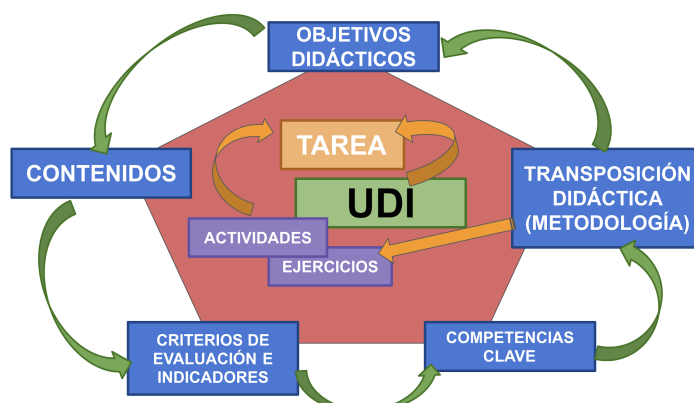 OBJETIVOS
DIDÁCTICOS
TAREA
CONTENIDOS
TRANSPOSICIÓN
DIDÁCTICA
(METODOLOGÍA)
UDI
ACTIVIDADES
EJERCICIOS
CRITERIOS DE
EVALUACIÓN E
INDICADORES
COMPETENCIAS
CLAVE